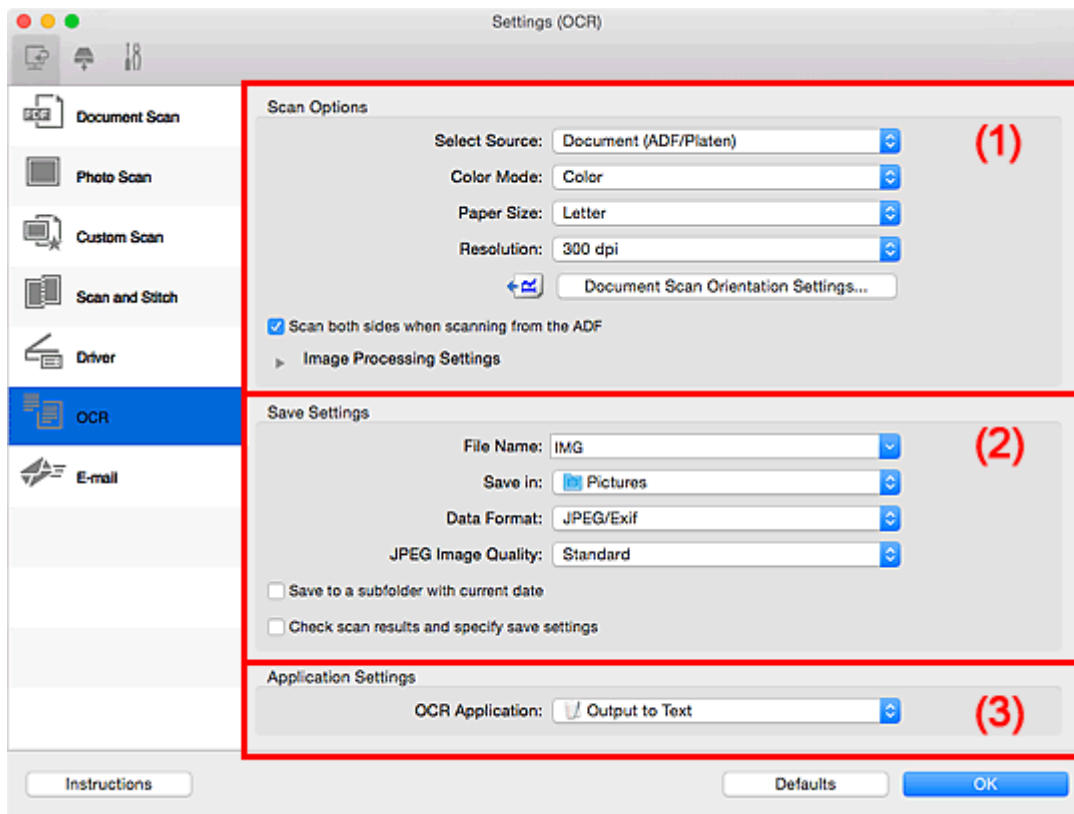 Settings (OCR)
Document Scan
Photo Scan
Custom Scan
Scan and Stitch
Driver
OCR
E-mail
Scan Options
(1)
Select Source: Document (ADF/Platen)
Color Mode: Color
Paper Size: Letter
Resolution: 300 dpi
Document Scan Orientation Settings...
Scan both sides when scanning from the ADF
Image Processing Settings
Save Settings
(2)
File Name: IMG
Save in: Pictures
Data Format: JPEG/Exif
JPEG Image Quality: Standard
Save to a subfolder with current date
Check scan results and specify save settings
Application Settings
(3)
OCR Application: Output to Text
Instructions
Defaults
OK